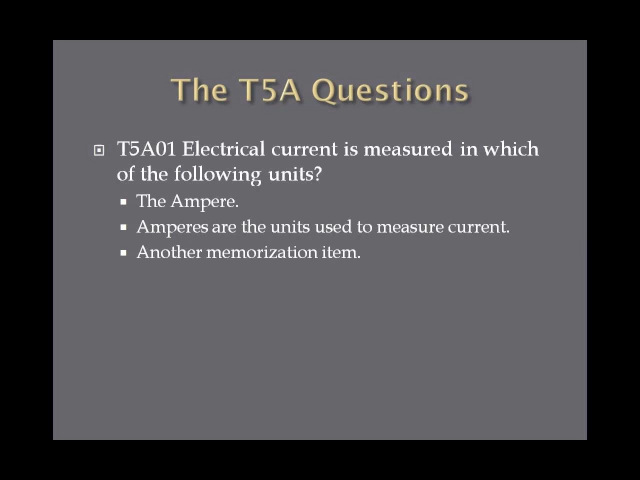 The T5A Questions
T5A01 Electrical current is measured in which
of the following units?
The Ampere.
Amperes are the units used to measure current.
Another memorization item.